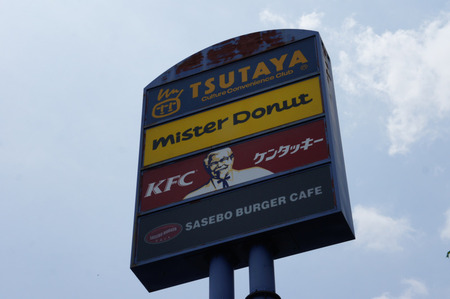 TSUTAYA
Culture Convenience Club
mister Donut
KFC ケンタッキー
SASEBO BURGER CAFE